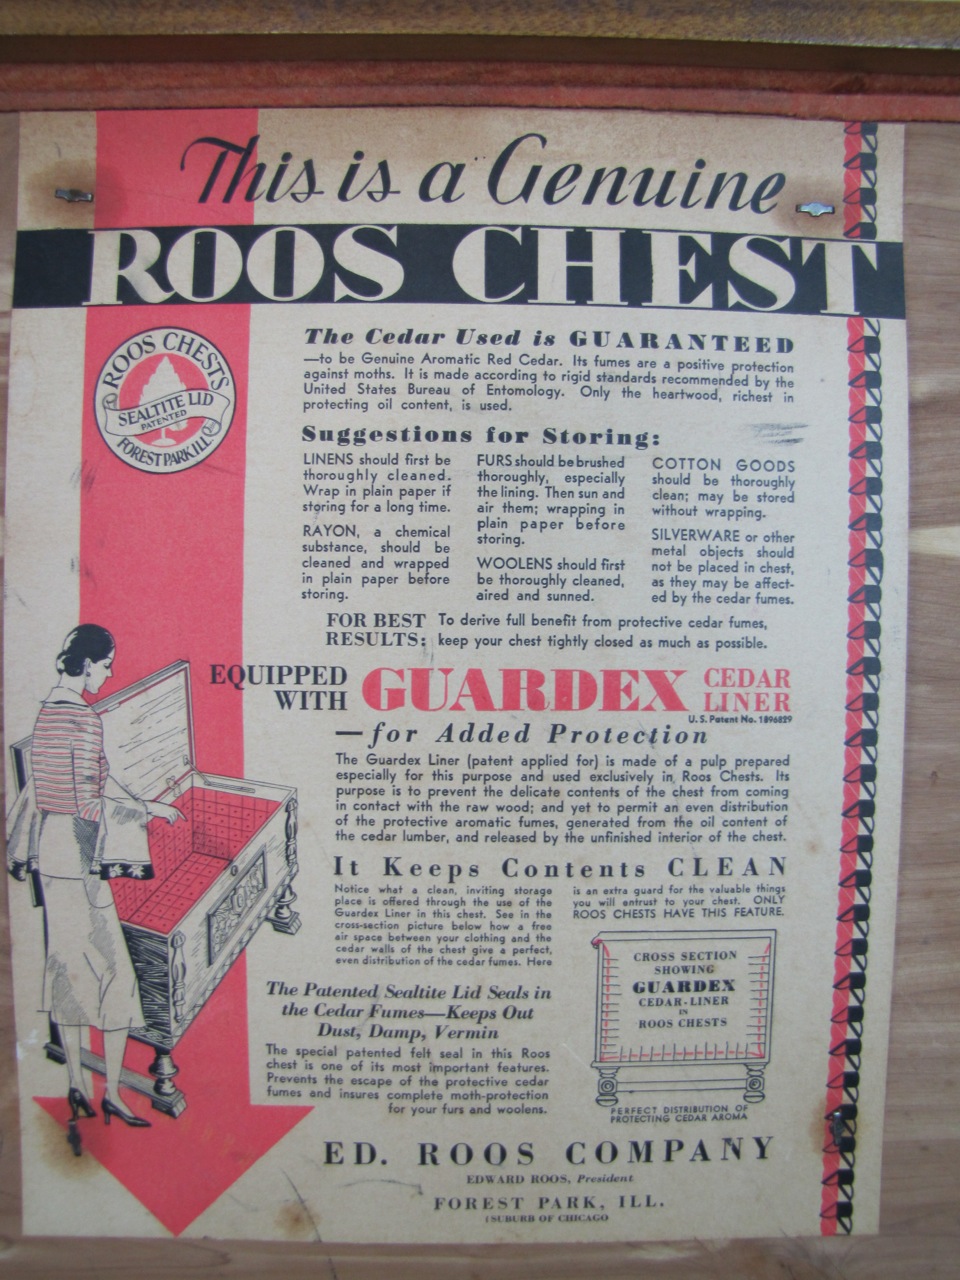 This is a Genuine
ROOS CHEST
ROOS CHESTS
SEALTITE LID
PATENTED
FOREST PARK ILL.
The Cedar Used is GUARANTEED
—to be Genuine Aromatic Red Cedar. Its fumes are a positive protection
against moths. It is made according to rigid standards recommended by the
United States Bureau of Entomology. Only the heartwood, richest in
protecting oil content, is used.
Suggestions for Storing:
LINENS should first be
thoroughly cleaned.
Wrap in plain paper if
storing for a long time.
RAYON, a chemical
substance, should be
cleaned and wrapped
in plain paper before
storing.
FURS should be brushed
thoroughly, especially
the lining. Then sun and
air them; wrapping in
plain paper before
storing.
WOOLENS should first
be thoroughly cleaned,
aired and sunned.
COTTON GOODS
should be thoroughly
clean; may be stored
without wrapping.
SILVERWARE or other
metal objects should
not be placed in chest,
as they may be affect-
ed by the cedar fumes.
FOR BEST RESULTS: To derive full benefit from protective cedar fumes,
keep your chest tightly closed as much as possible.
EQUIPPED WITH GUARDEX CEDAR LINER
U.S. Patent No. 1896829
—for Added Protection
The Guardex Liner (patent applied for) is made of a pulp prepared
especially for this purpose and used exclusively in Roos Chests. Its
purpose is to prevent the delicate contents of the chest from coming
in contact with the raw wood; and yet to permit an even distribution
of the protective aromatic fumes, generated from the oil content of
the cedar lumber, and released by the unfinished interior of the chest.
It Keeps Contents CLEAN
Notice what a clean, inviting storage
place is offered through the use of the
Guardex Liner in this chest. See in the
cross-section picture below how a free
air space between your clothing and the
cedar walls of the chest give a perfect,
even distribution of the cedar fumes. Here
is an extra guard for the valuable things
you will entrust to your chest. ONLY
ROOS CHESTS HAVE THIS FEATURE.
The Patented Sealtite Lid Seals in
the Cedar Fumes—Keeps Out
Dust, Damp, Vermin
The special patented felt seal in this Roos
chest is one of its most important features.
Prevents the escape of the protective cedar
fumes and insures complete moth-protection
for your furs and woolens.
CROSS SECTION
SHOWING
GUARDEX
CEDAR-LINER
IN
ROOS CHESTS
PERFECT DISTRIBUTION OF
PROTECTING CEDAR AROMA
ED. ROOS COMPANY
EDWARD ROOS, President
FOREST PARK, ILL.
(SUBURB OF CHICAGO